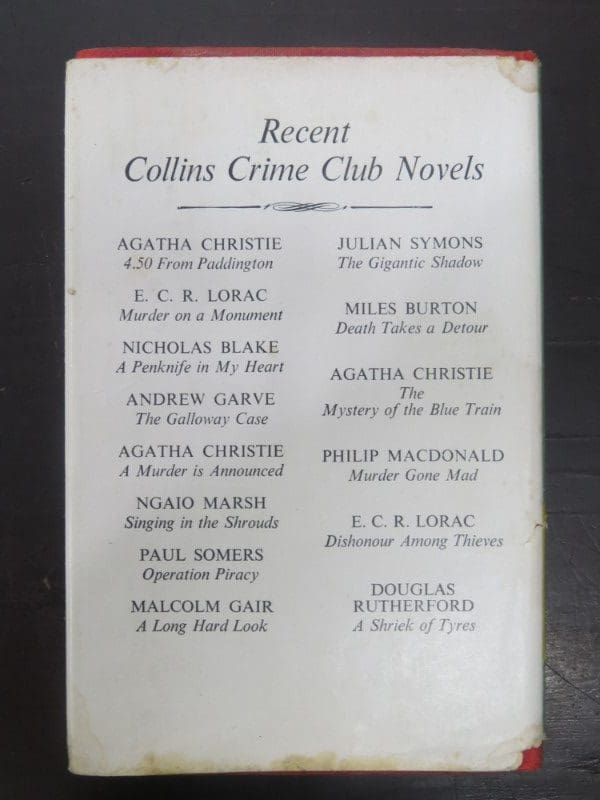 Recent
Collins Crime Club Novels
AGATHA CHRISTIE
4.50 From Paddington
E. C. R. LORAC
Murder on a Monument
NICHOLAS BLAKE
A Penknife in My Heart
ANDREW GARVE
The Galloway Case
AGATHA CHRISTIE
A Murder is Announced
NGAIO MARSH
Singing in the Shrouds
PAUL SOMERS
Operation Piracy
MALCOLM GAIR
A Long Hard Look
JULIAN SYMONS
The Gigantic Shadow
MILES BURTON
Death Takes a Detour
AGATHA CHRISTIE
The
Mystery of the Blue Train
PHILIP MACDONALD
Murder Gone Mad
E. C. R. LORAC
Dishonour Among Thieves
DOUGLAS
RUTHERFORD
A Shriek of Tyres